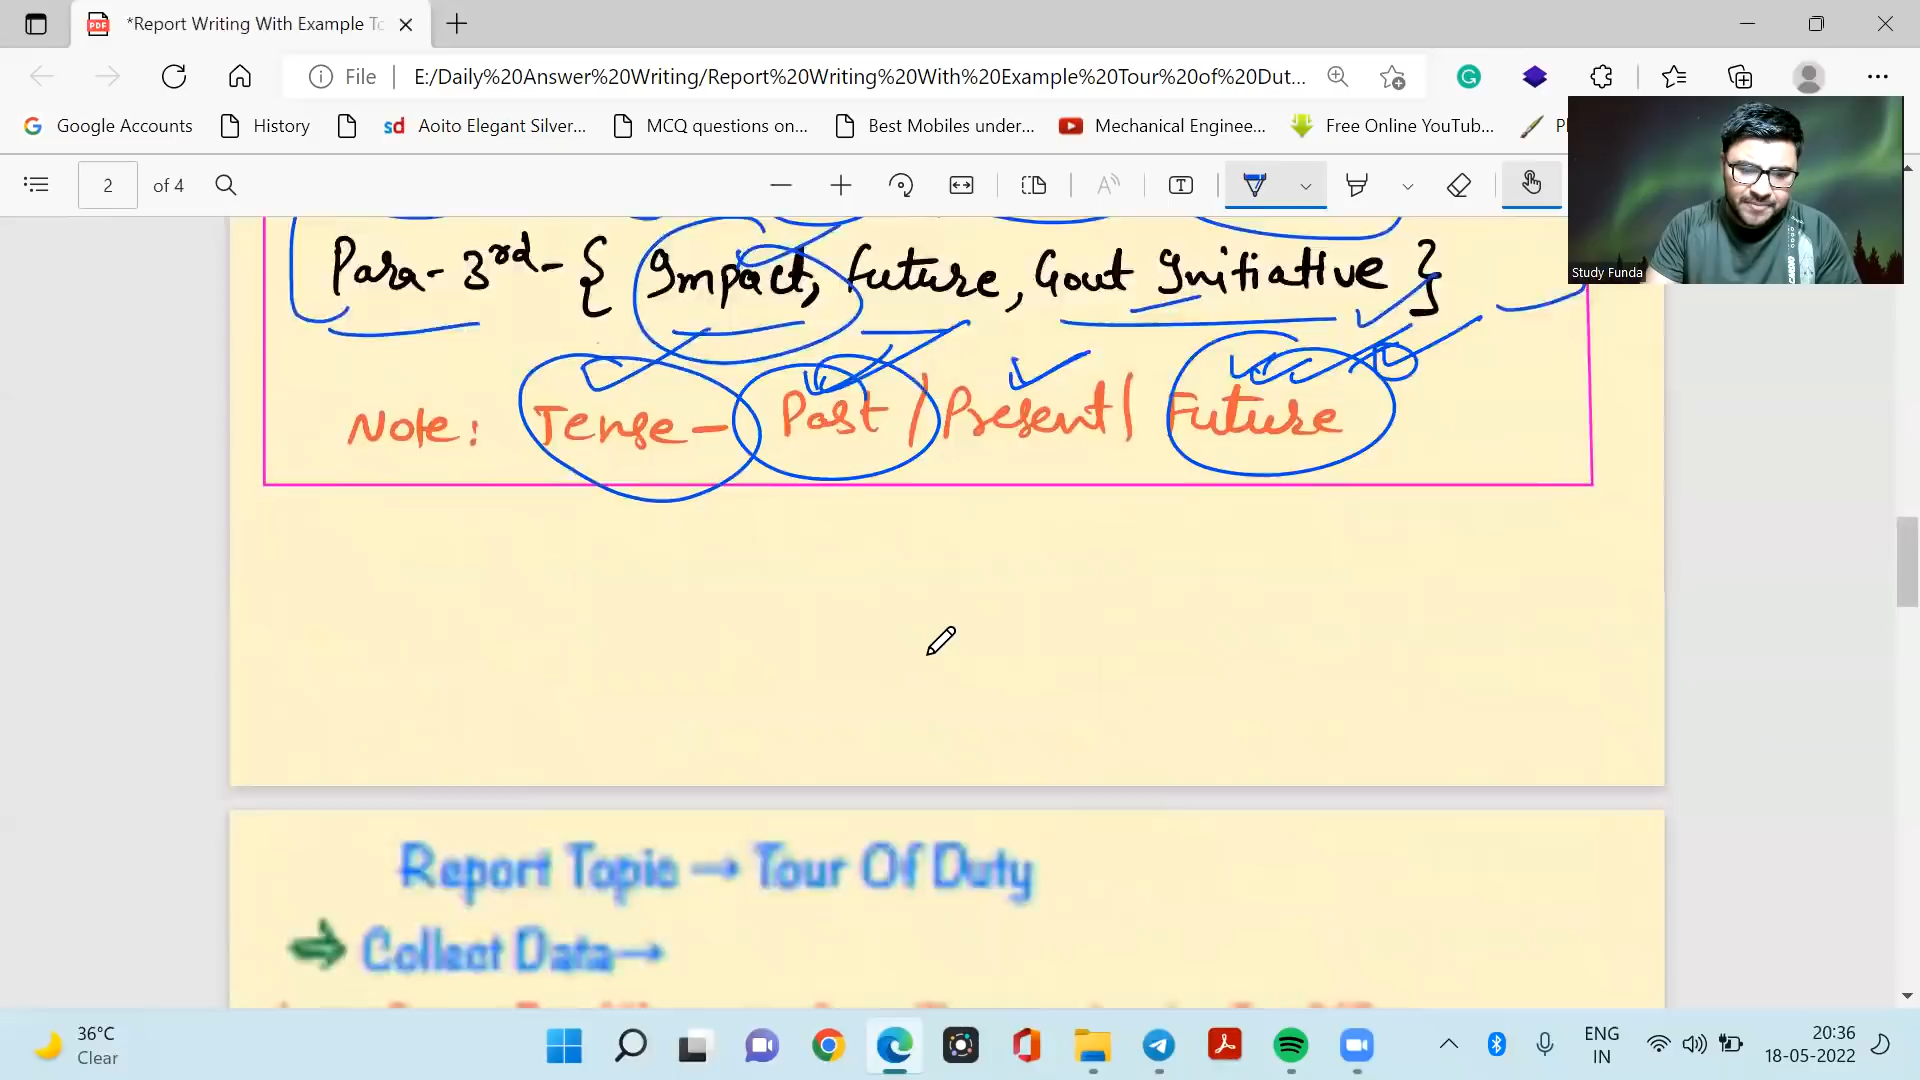 *Report Writing With Example To
File
E:/Daily%20Answer%20Writing/Report%20Writing%20With%20Example%20Tour%20of%20Dut...
Google Accounts
History
sd Aoito Elegant Silver...
MCQ questions on...
Best Mobiles under...
Mechanical Enginee...
Free Online YouTub...
2 of 4
Study Funda
Para - 3rd - { Impact, Future, Govt Initiative }
Note: Tense - Past / Present / Future
Report Topic → Tour Of Duty
Collect Data →
36°C
Clear
ENG
IN
20:36
18-05-2022